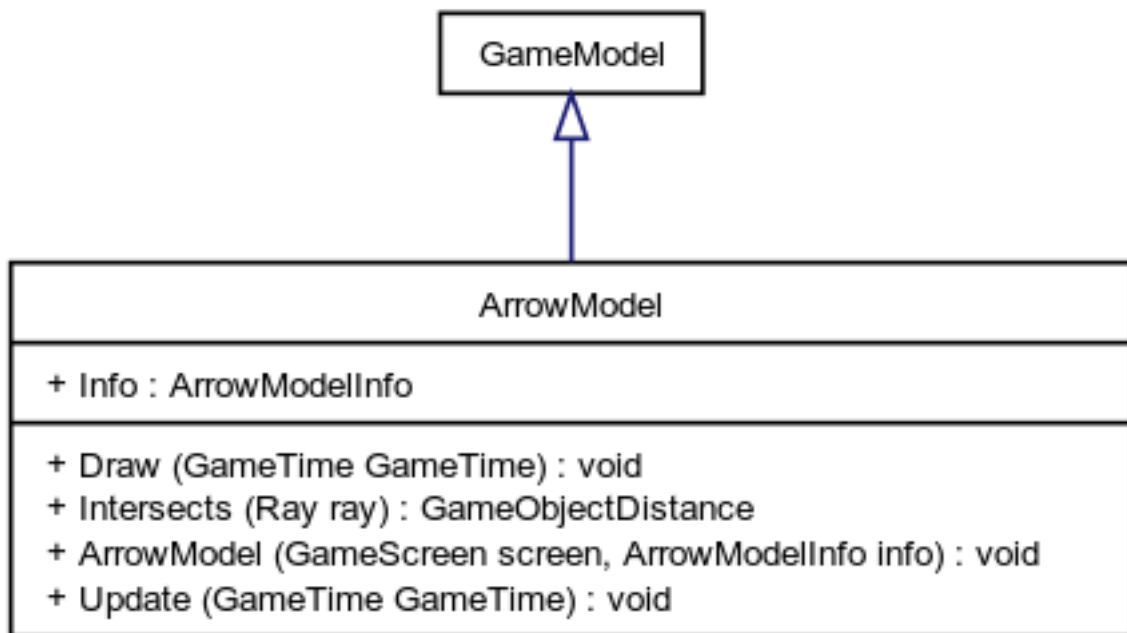 GameModel
ArrowModel
+ Info : ArrowModelInfo
+ Draw (GameTime GameTime) : void
+ Intersects (Ray ray) : GameObjectDistance
+ ArrowModel (GameScreen screen, ArrowModelInfo info) : void
+ Update (GameTime GameTime) : void